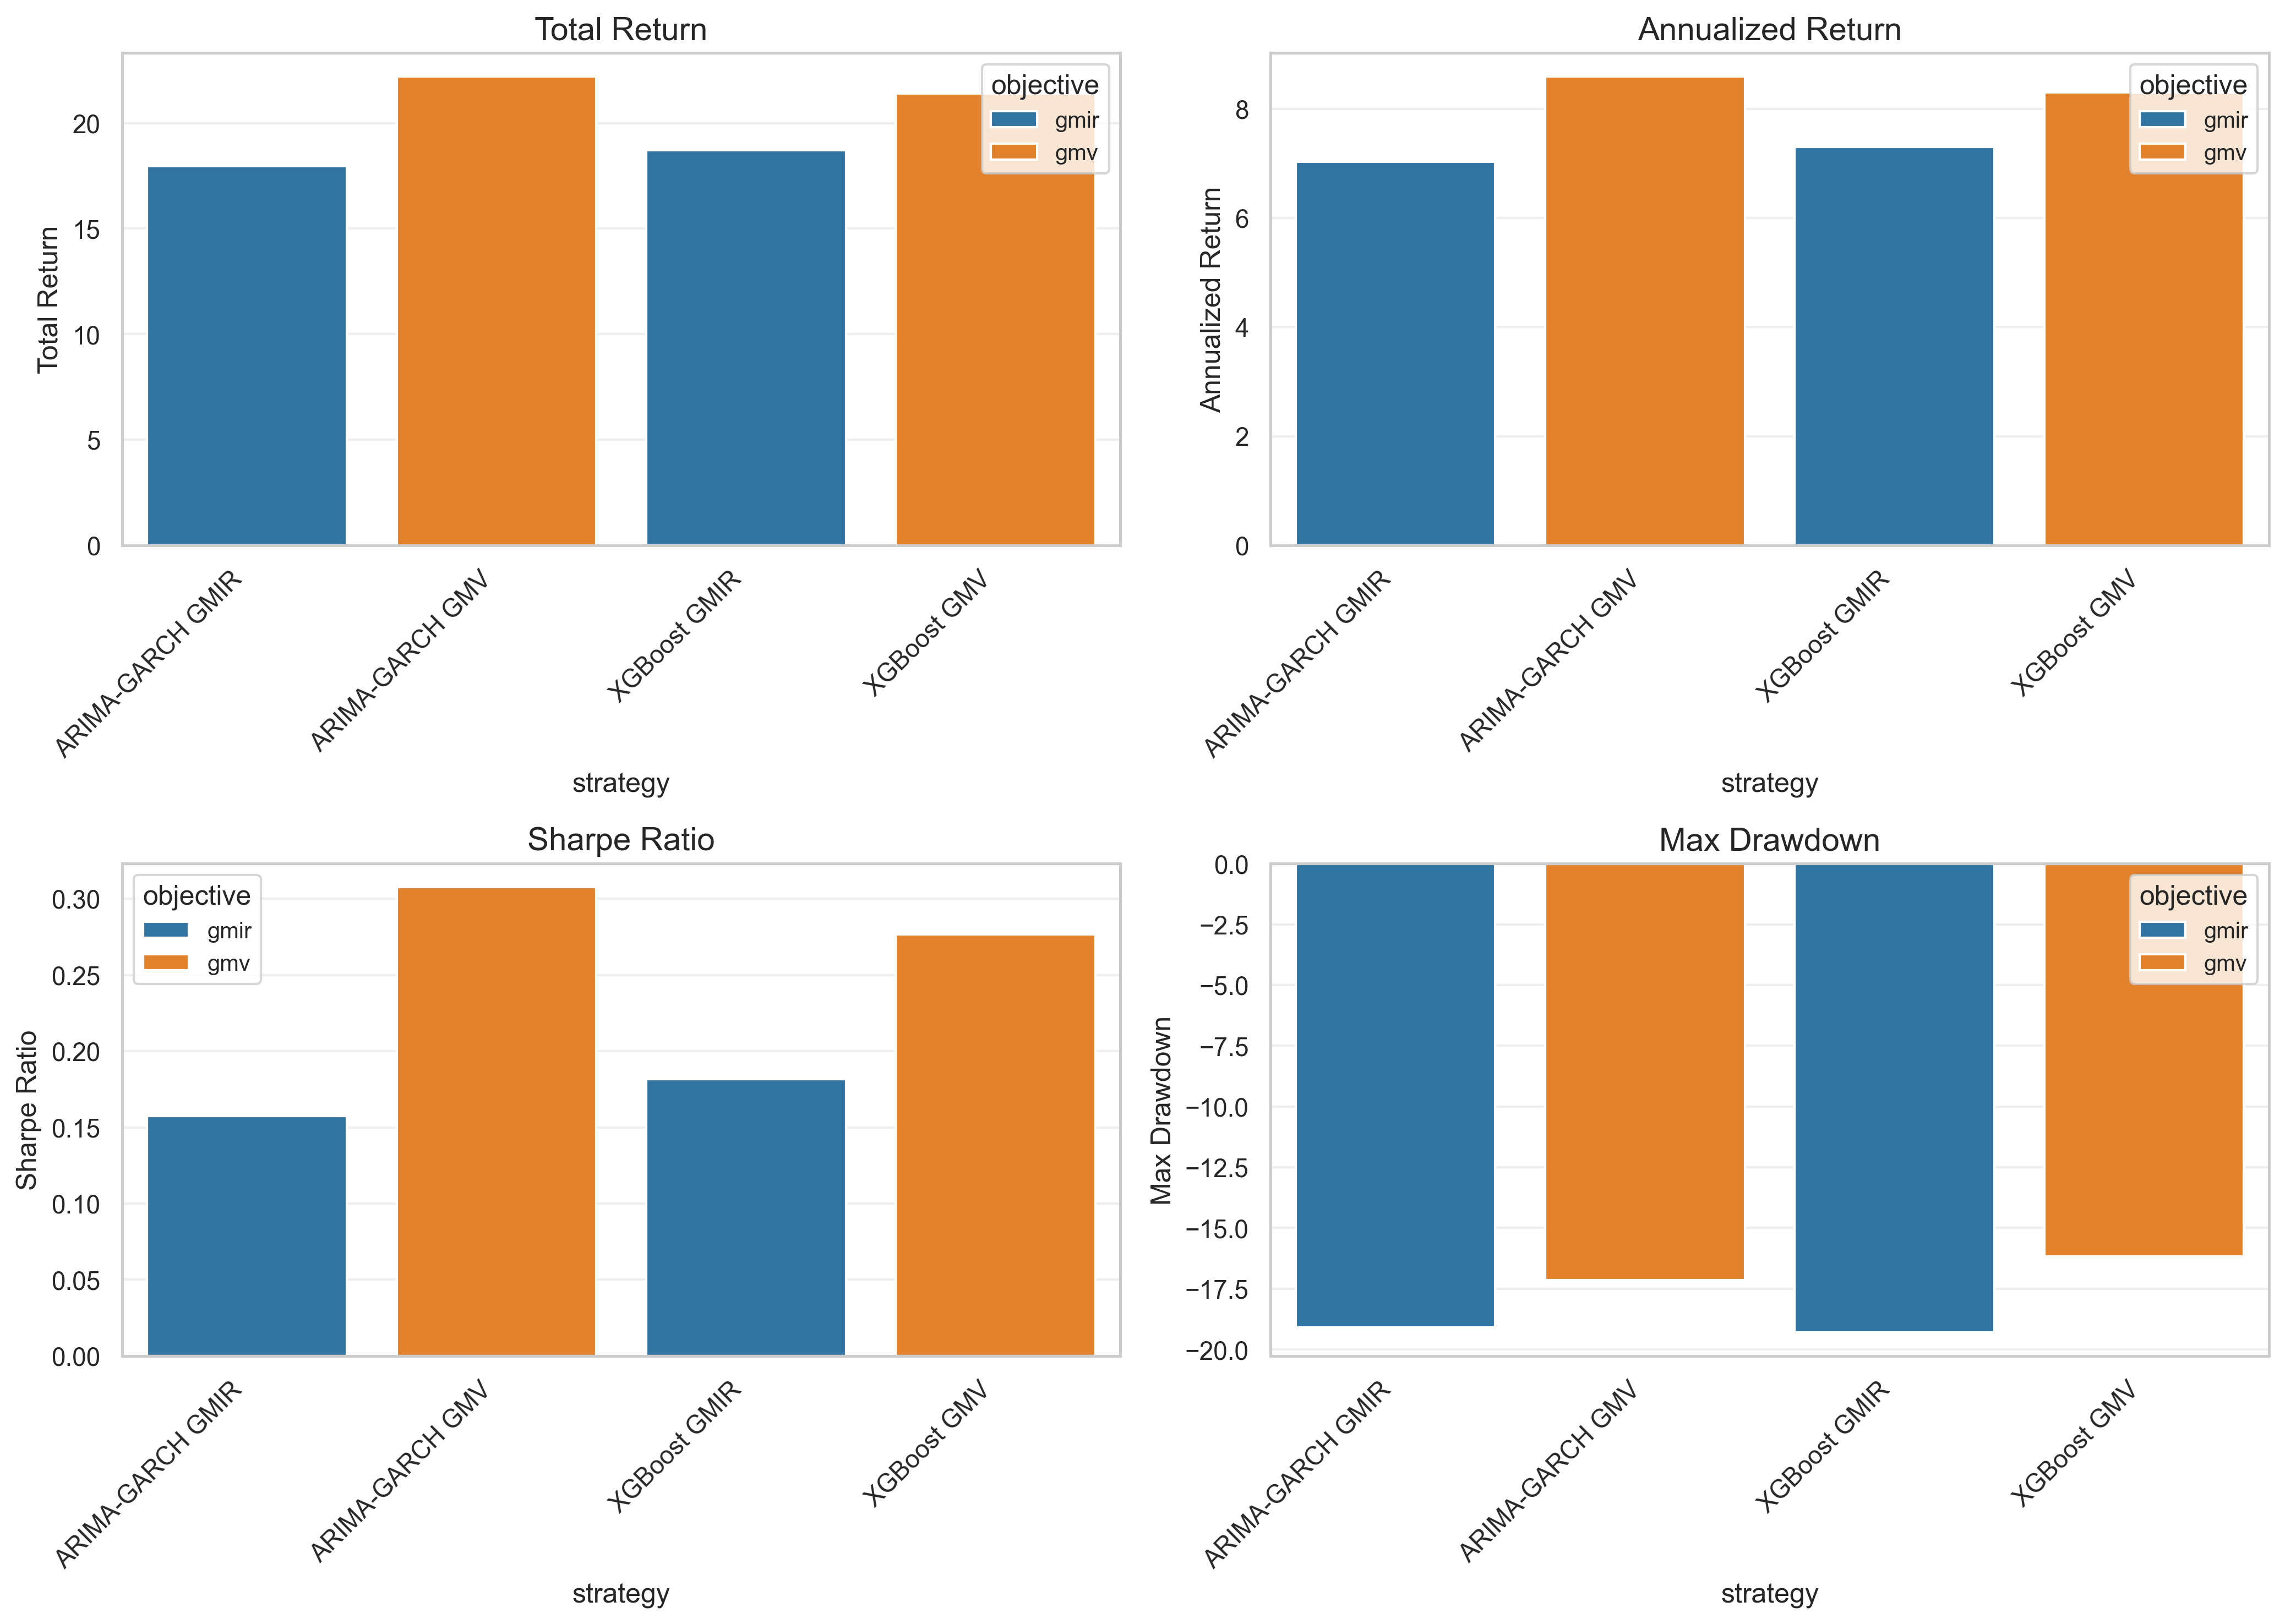 Total Return
Total Return
20
15
10
5
0
objective
gmir
gmv
ARIMA-GARCH GMIR
ARIMA-GARCH GMV
XGBoost GMIR
XGBoost GMV
strategy
Annualized Return
Annualized Return
8
6
4
2
0
objective
gmir
gmv
ARIMA-GARCH GMIR
ARIMA-GARCH GMV
XGBoost GMIR
XGBoost GMV
strategy
Sharpe Ratio
Sharpe Ratio
0.30
0.25
0.20
0.15
0.10
0.05
0.00
objective
gmir
gmv
ARIMA-GARCH GMIR
ARIMA-GARCH GMV
XGBoost GMIR
XGBoost GMV
strategy
Max Drawdown
Max Drawdown
0.0
−2.5
−5.0
−7.5
−10.0
−12.5
−15.0
−17.5
−20.0
objective
gmir
gmv
ARIMA-GARCH GMIR
ARIMA-GARCH GMV
XGBoost GMIR
XGBoost GMV
strategy